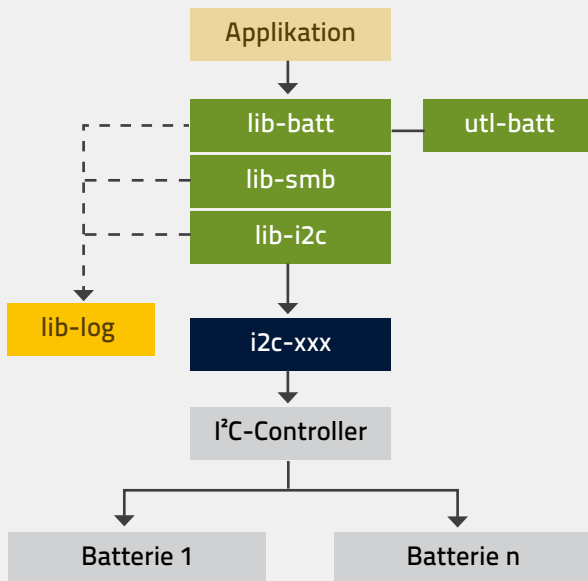 Applikation
lib-batt
utl-batt
lib-smb
lib-i2c
lib-log
i2c-xxx
I²C-Controller
Batterie 1
Batterie n